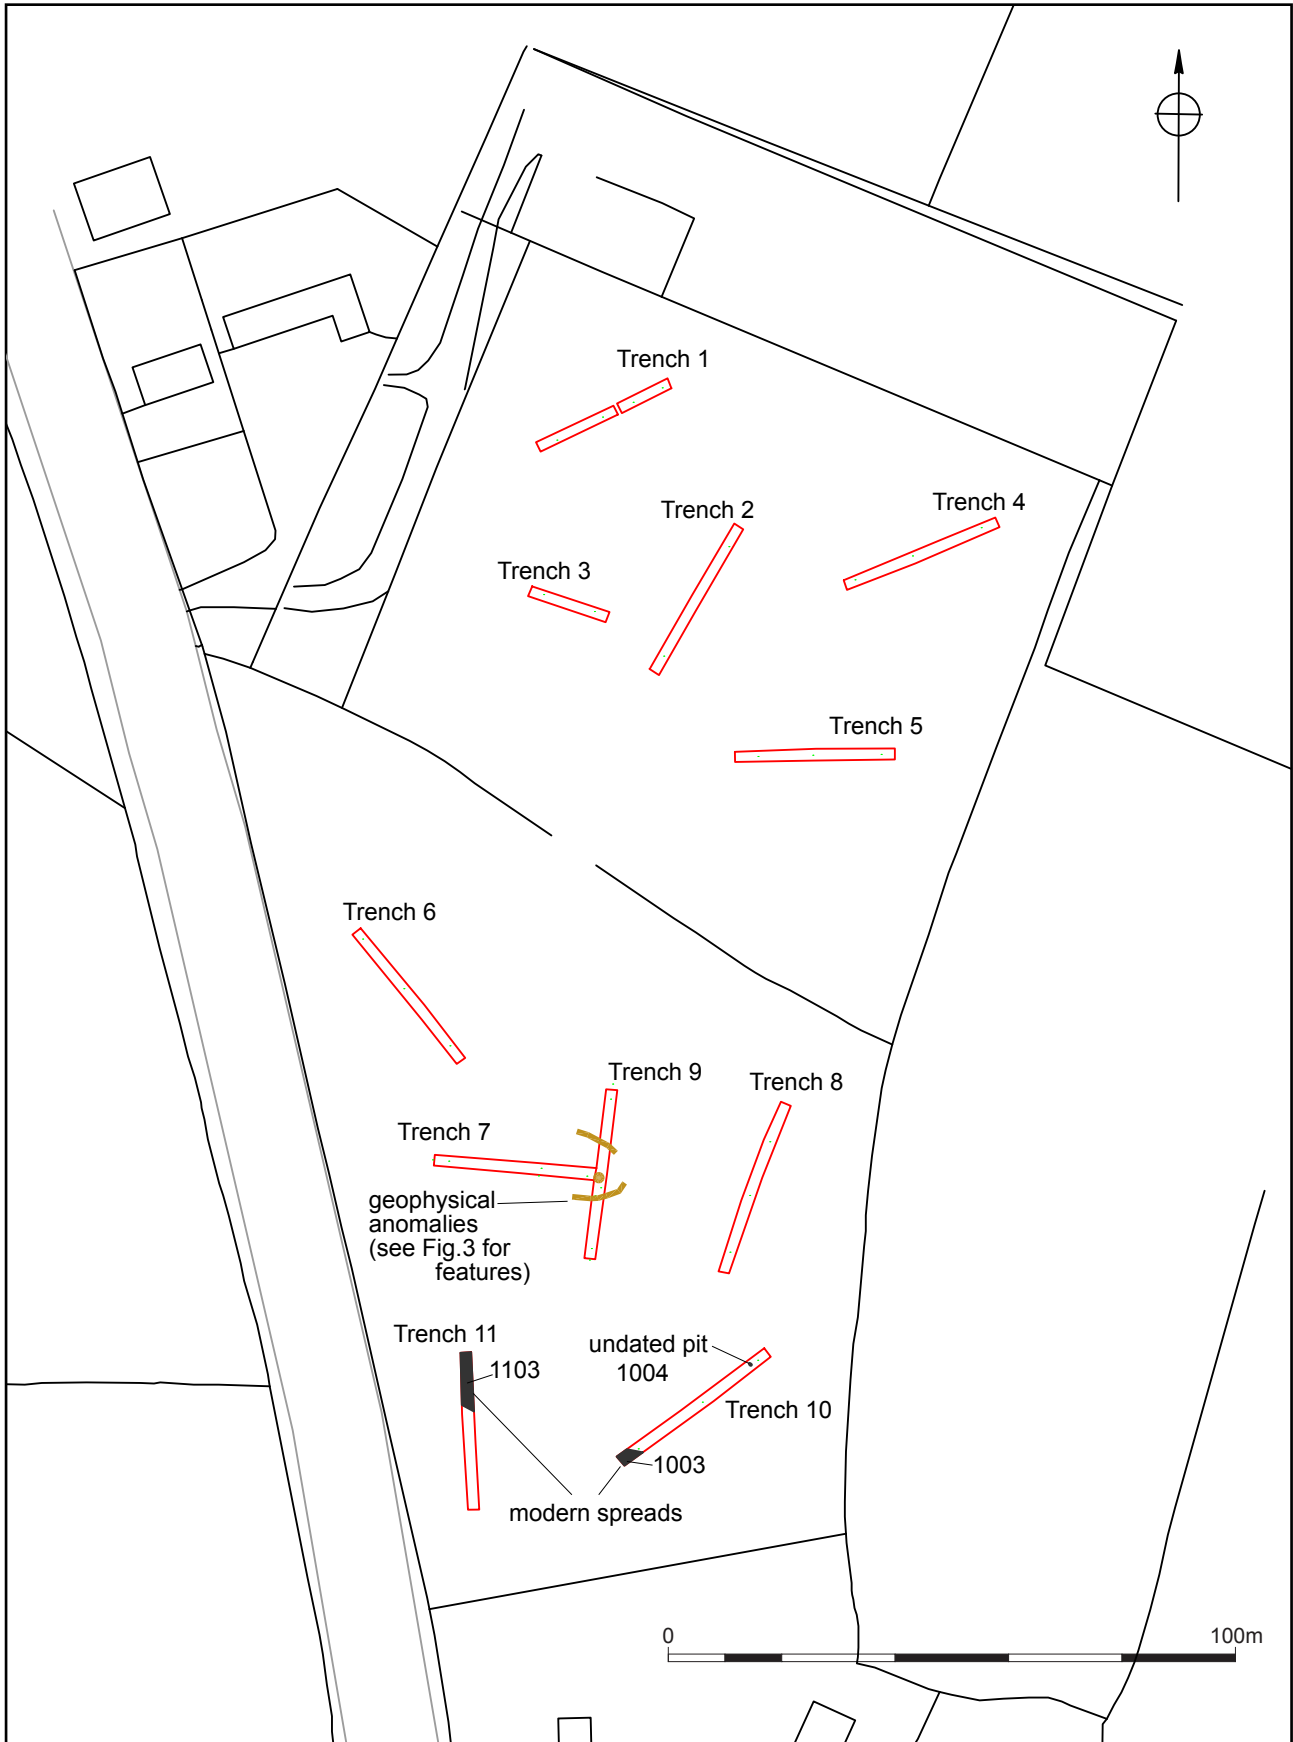 Trench 1
Trench 4
Trench 2
Trench 3
Trench 5
Trench 6
Trench 9
Trench 8
Trench 7
geophysical
anomalies
(see Fig.3 for
features)
Trench 11
1103
undated pit
1004
Trench 10
1003
modern spreads
0
100m